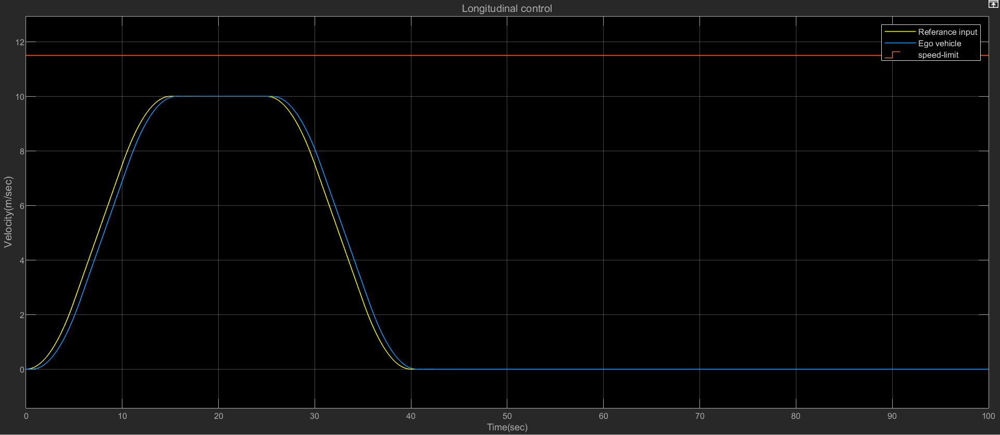 Longitudinal control
Referance input
Ego vehicle
speed-limit
12
10
8
6
4
2
0
Velocity(m/sec)
0 10 20 30 40 50 60 70 80 90 100
Time(sec)